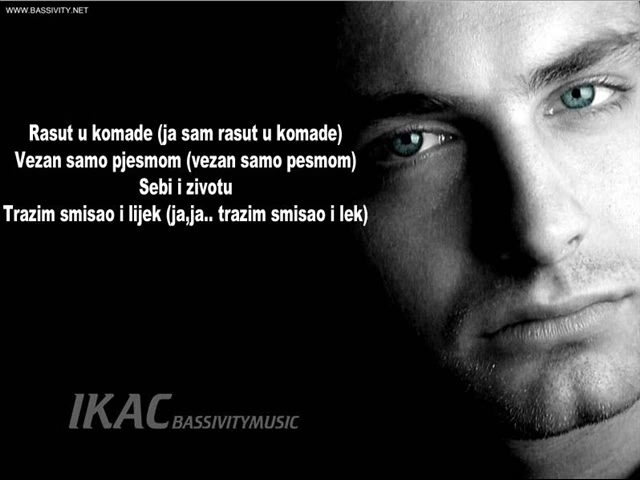 WWW.BASSIVITY.NET
Rasut u komade (ja sam rasut u komade)
Vezan samo pjesmom (vezan samo pesmom)
Sebi i zivotu
Trazim smisao i lijek (ja,ja.. trazim smisao i lek)
IKAC BASSIVITYMUSIC